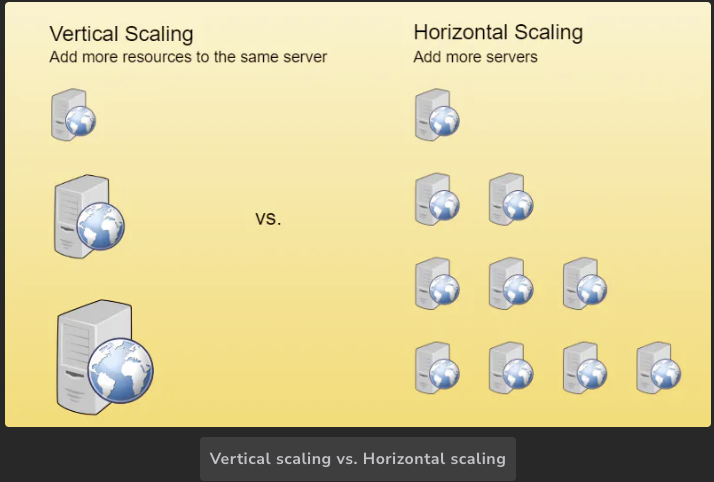 Vertical Scaling
Add more resources to the same server
Horizontal Scaling
Add more servers
vs.
Vertical scaling vs. Horizontal scaling